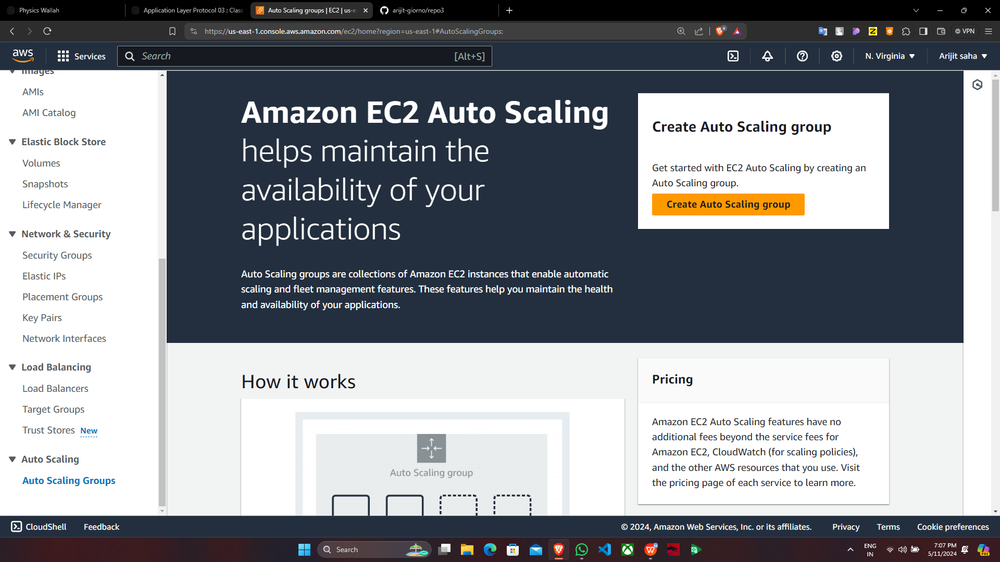 Physics Wallah
Application Layer Protocol 03 : Class
Auto Scaling groups | EC2 | us-e
arijit-giorno/repo3
https://us-east-1.console.aws.amazon.com/ec2/home?region=us-east-1#AutoScalingGroups:
4
VPN
aws
Services
Search
[Alt+S]
N. Virginia
Arijit saha
Images
AMIs
AMI Catalog
Elastic Block Store
Volumes
Snapshots
Lifecycle Manager
Network & Security
Security Groups
Elastic IPs
Placement Groups
Key Pairs
Network Interfaces
Load Balancing
Load Balancers
Target Groups
Trust Stores New
Auto Scaling
Auto Scaling Groups
Amazon EC2 Auto Scaling
helps maintain the
availability of your
applications
Auto Scaling groups are collections of Amazon EC2 instances that enable automatic
scaling and fleet management features. These features help you maintain the health
and availability of your applications.
Create Auto Scaling group
Get started with EC2 Auto Scaling by creating an
Auto Scaling group.
Create Auto Scaling group
How it works
Auto Scaling group
Pricing
Amazon EC2 Auto Scaling features have no
additional fees beyond the service fees for
Amazon EC2, CloudWatch (for scaling policies),
and the other AWS resources that you use. Visit
the pricing page of each service to learn more.
CloudShell
Feedback
© 2024, Amazon Web Services, Inc. or its affiliates.
Privacy
Terms
Cookie preferences
Search
ENG
IN
7:07 PM
5/11/2024
PRE